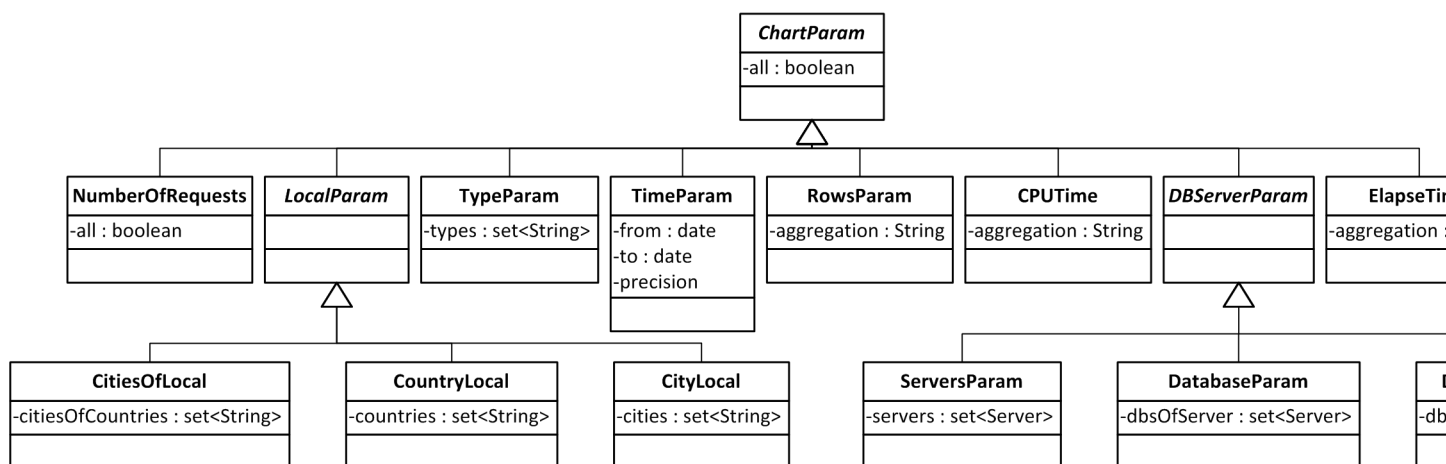 ChartParam
-all : boolean
NumberOfRequests
-all : boolean
LocalParam
TypeParam
-types : set<String>
TimeParam
-from : date
-to : date
-precision
RowsParam
-aggregation : String
CPUTime
-aggregation : String
DBServerParam
-aggregation :
CitiesOfLocal
-citiesOfCountries : set<String>
CountryLocal
-countries : set<String>
CityLocal
-cities : set<String>
ServersParam
-servers : set<Server>
DatabaseParam
-dbsOfServer : set<Server>